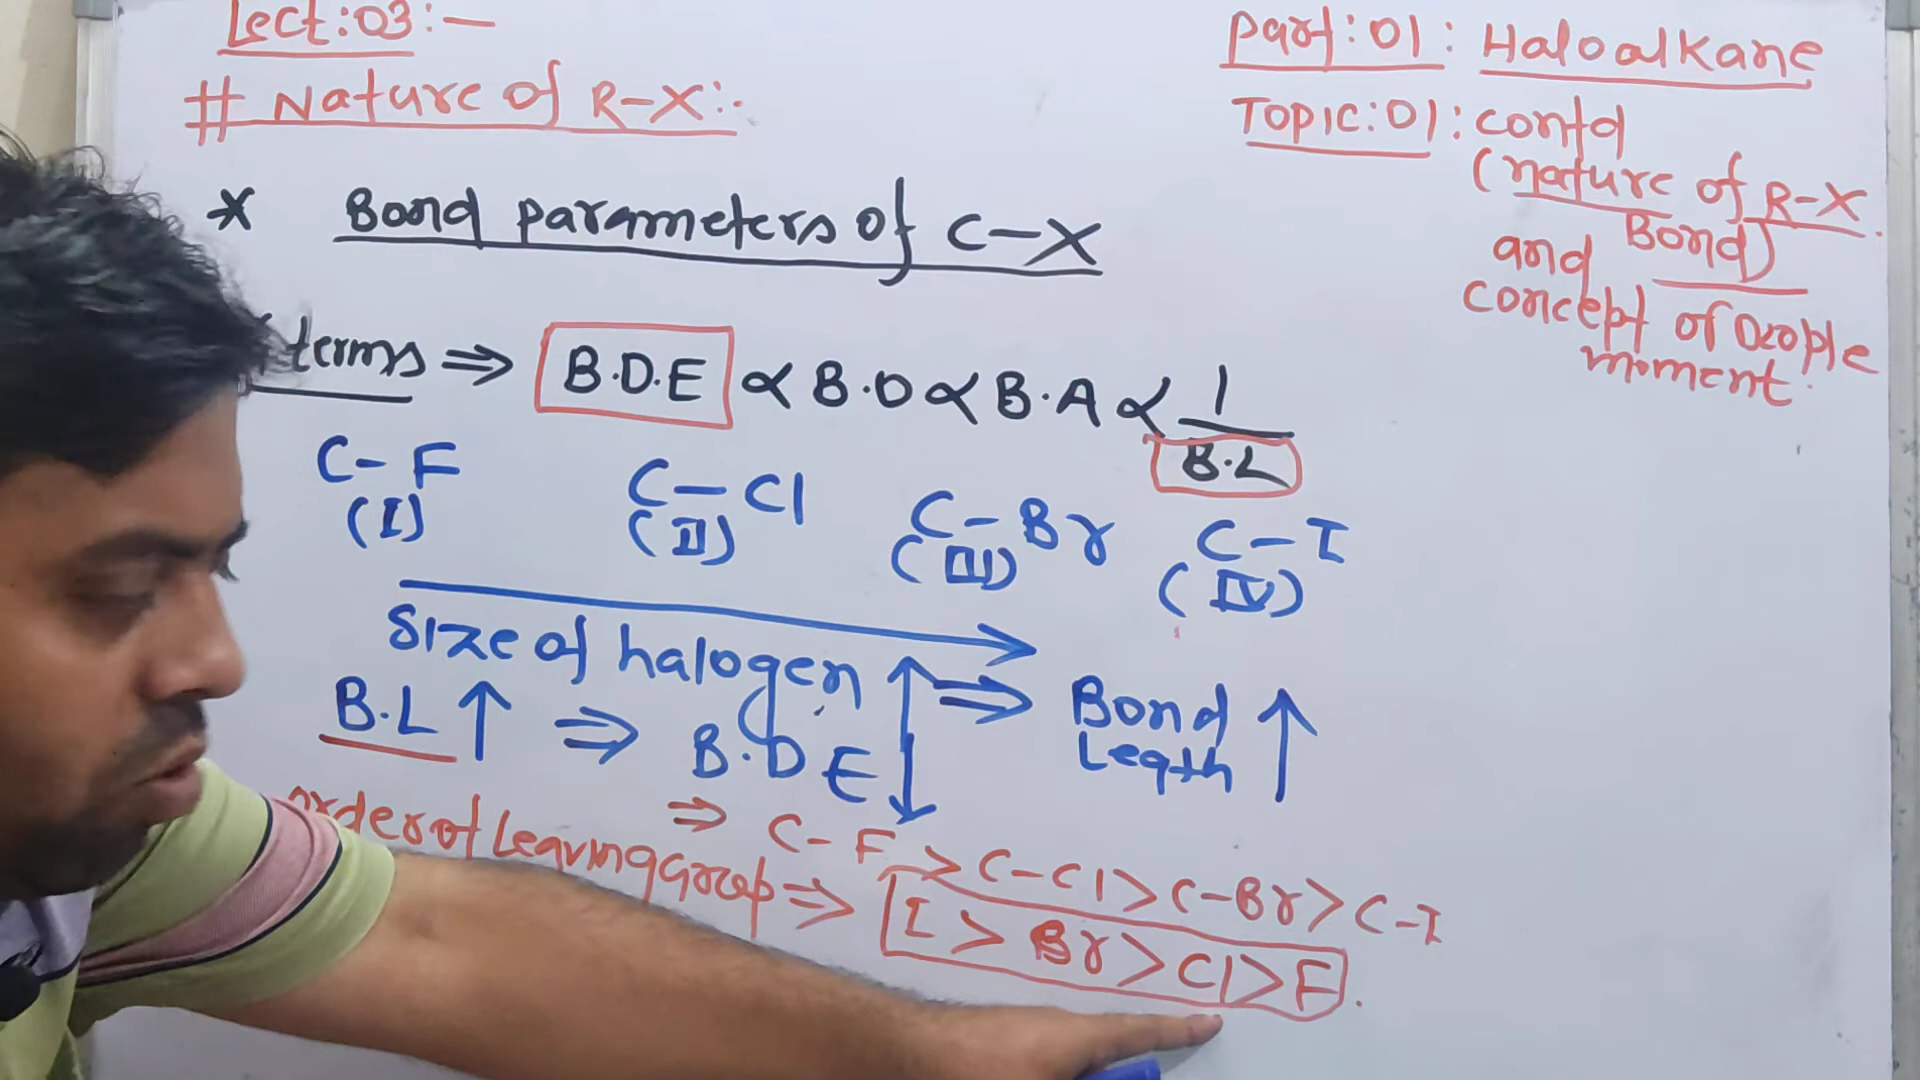 Lect:03:—
# Nature of R-X:-
Part:01: Haloalkane
Topic:01: contd
(nature of R-X
Bond)
and
concept of Diople
moment.
* Bond parameters of C-X
terms ⇒ B.D.E ∝ B.O ∝ B.A ∝ 1/B.L
C-F C-Cl C-Br C-I
(I) (II) (III) (IV)
Size of halogen ↑ ⇒ Bond Leqth ↑
B.L ↑ ⇒ B.D E ↓
⇒ C-F > C-Cl > C-Br > C-I
order of Leaving Group ⇒ I > Br > Cl > F.